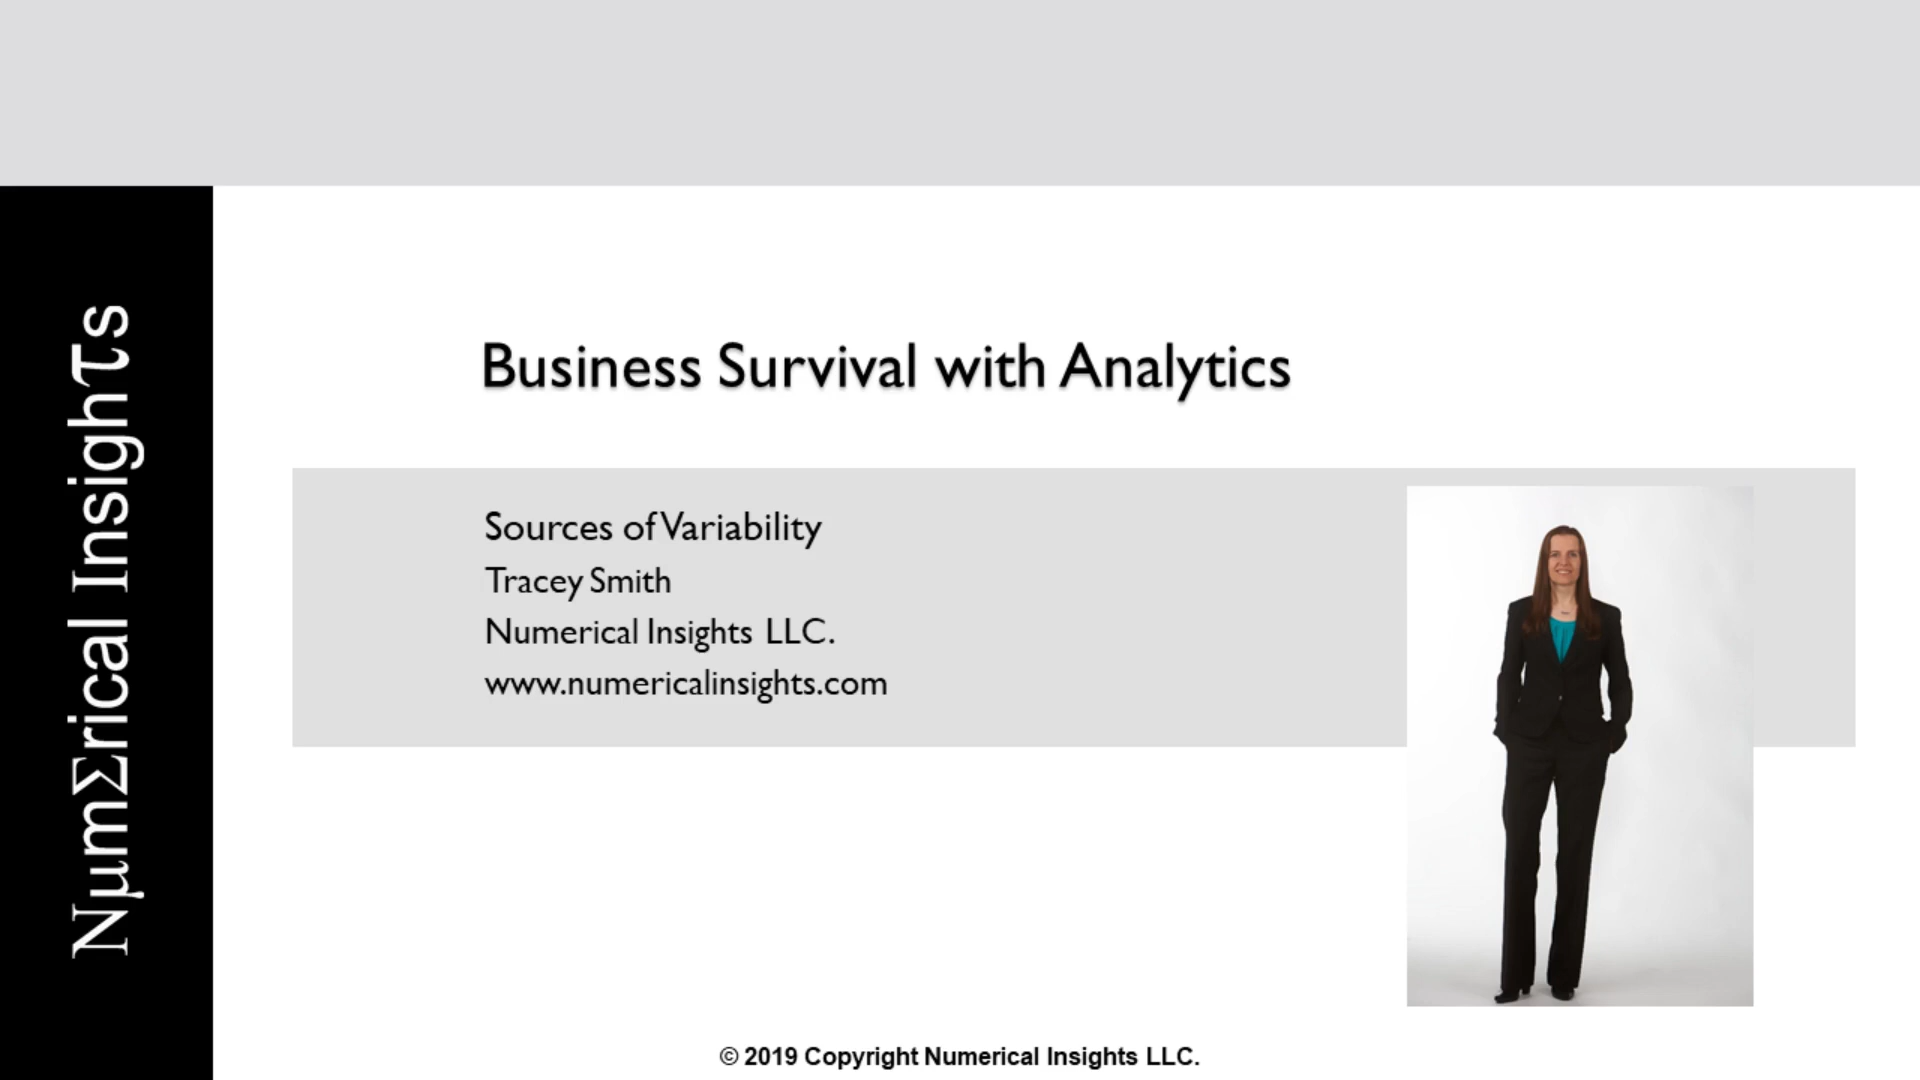 NµmΣrical Insighτs
Business Survival with Analytics
Sources of Variability
Tracey Smith
Numerical Insights LLC.
www.numericalinsights.com
© 2019 Copyright Numerical Insights LLC.